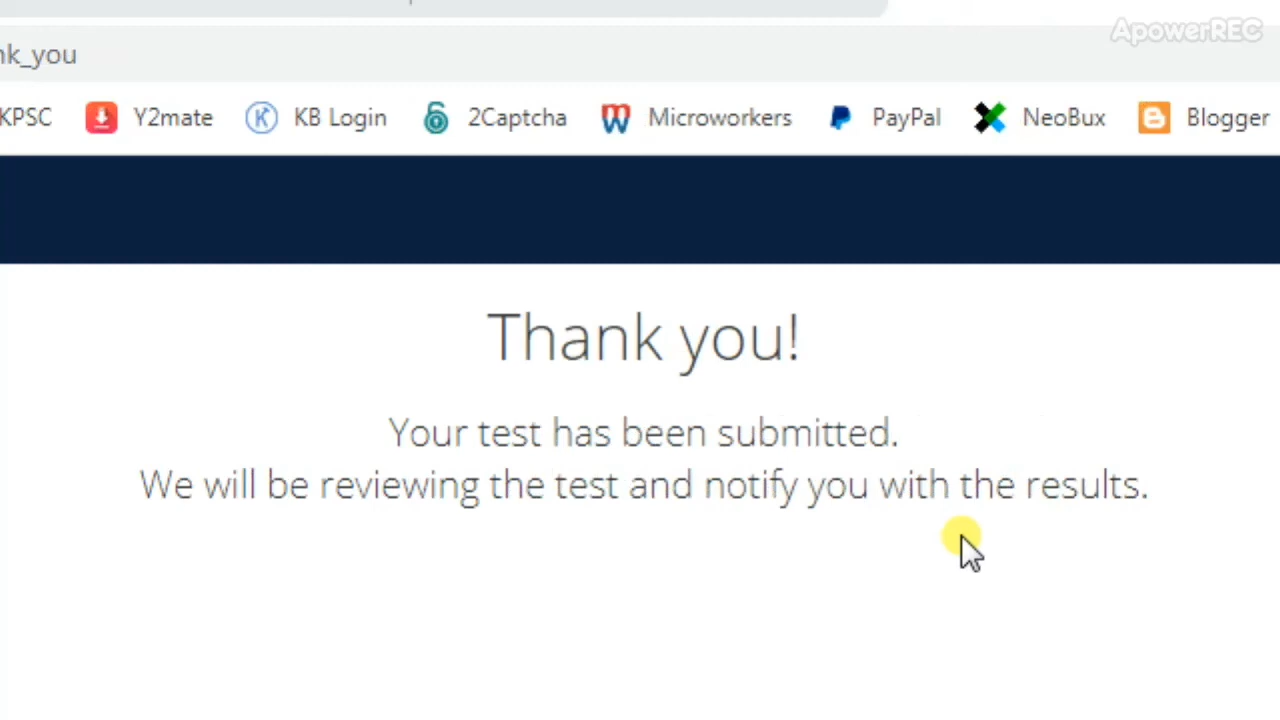 ApowerREC
nk_you
KPSC Y2mate KB Login 2Captcha Microworkers PayPal NeoBux Blogger
Thank you!
Your test has been submitted.
We will be reviewing the test and notify you with the results.